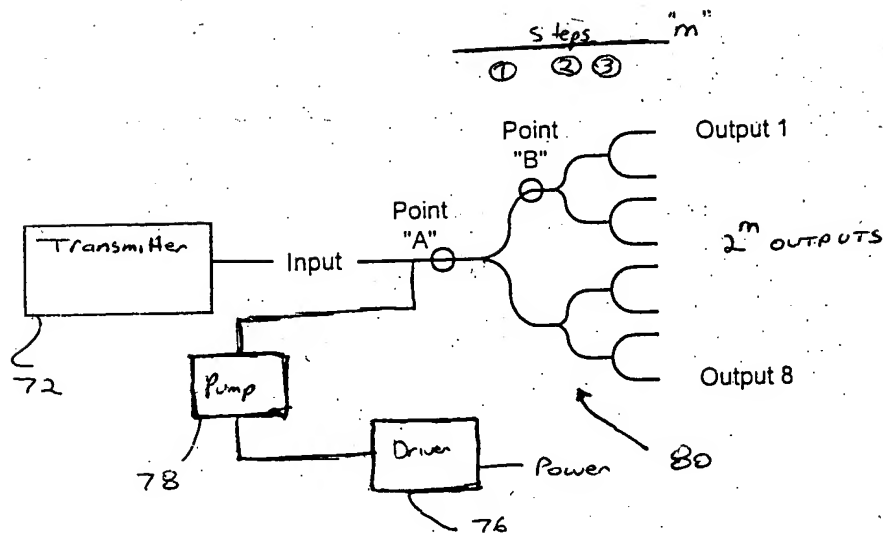 Steps "m"
① ② ③
Point "B"
Output 1
Point "A"
Transmitter
Input
2^m OUTPUTS
72
Pump
Output 8
Driver
Power
80
78
76